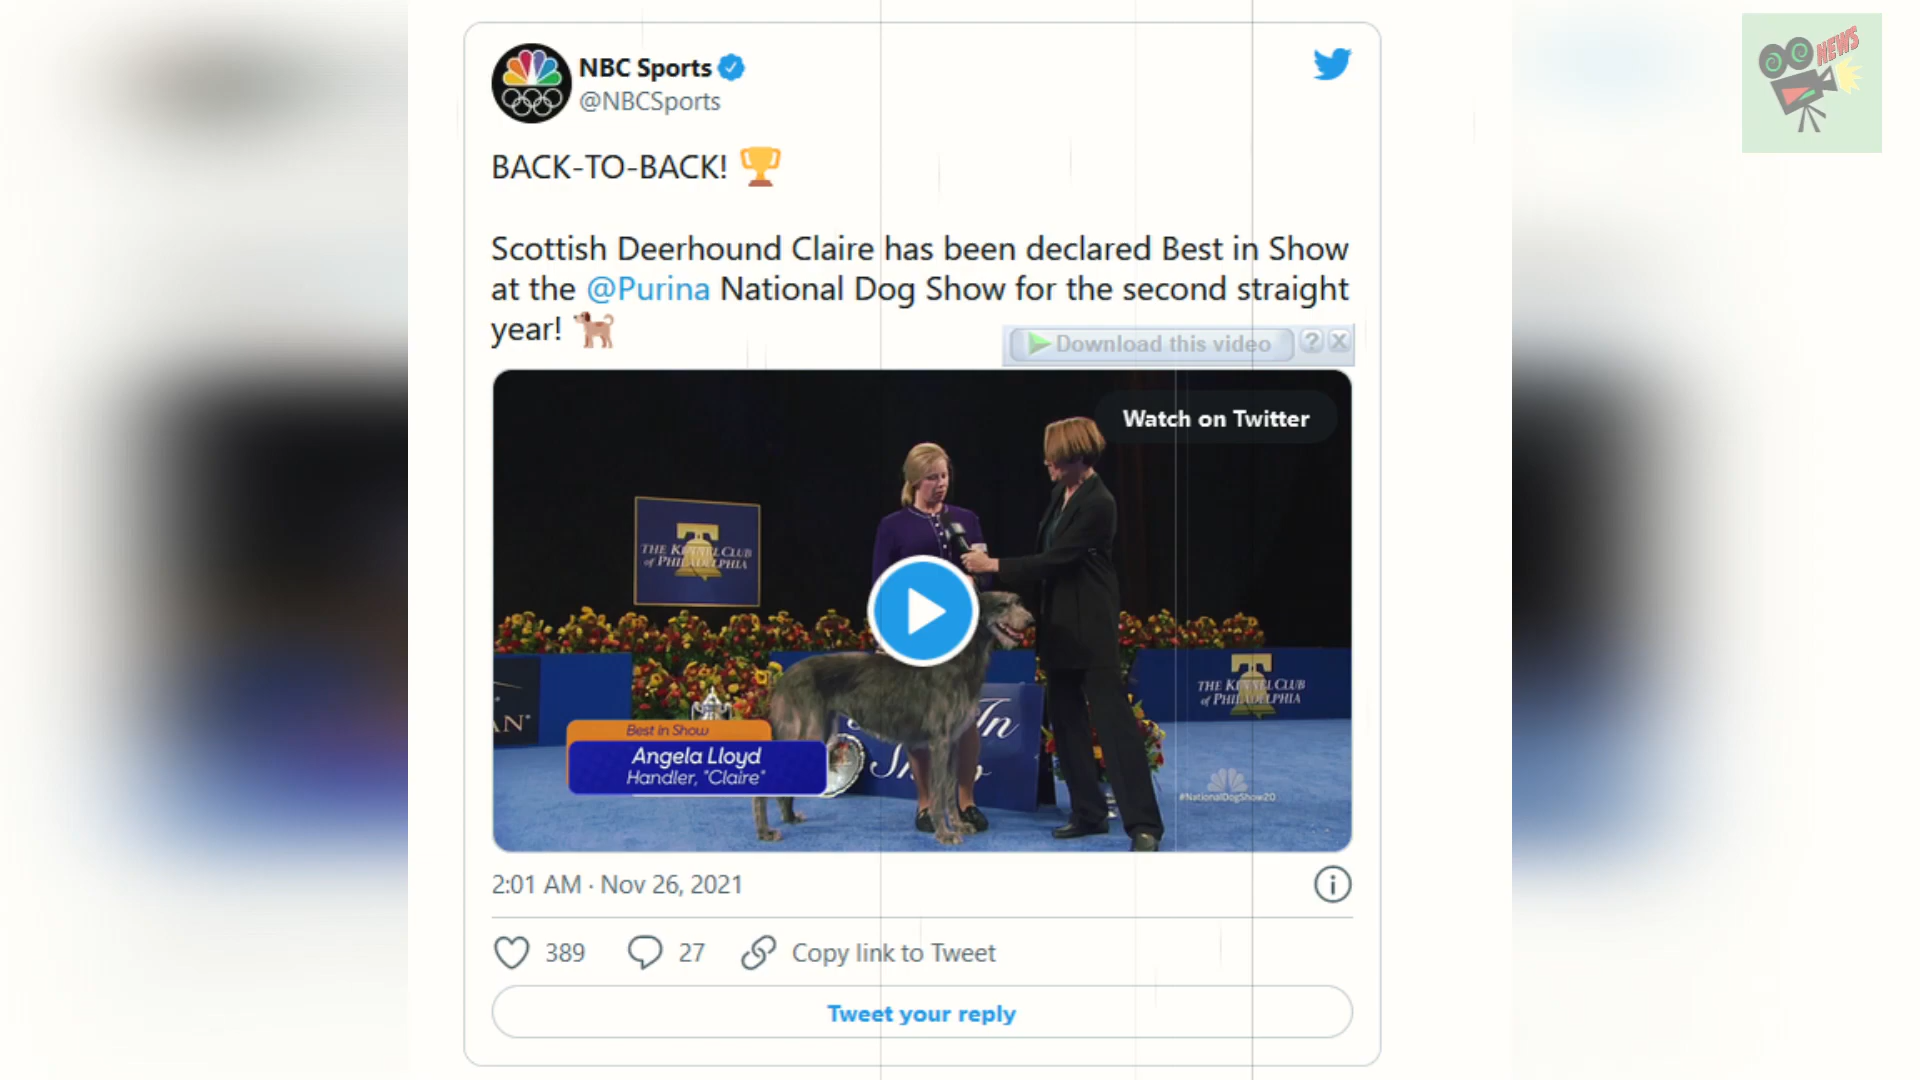 NEWS
NBC Sports
@NBCSports
BACK-TO-BACK! 🏆
Scottish Deerhound Claire has been declared Best in Show
at the @Purina National Dog Show for the second straight
year! 🐕
Download this video ? X
Watch on Twitter
THE KENNEL CLUB
of PHILADELPHIA
THE KENNEL CLUB
of PHILADELPHIA
AN®
In
Show
Best in Show
Angela Lloyd
Handler, "Claire"
#NationalDogShow20
2:01 AM · Nov 26, 2021
389 27 Copy link to Tweet
Tweet your reply